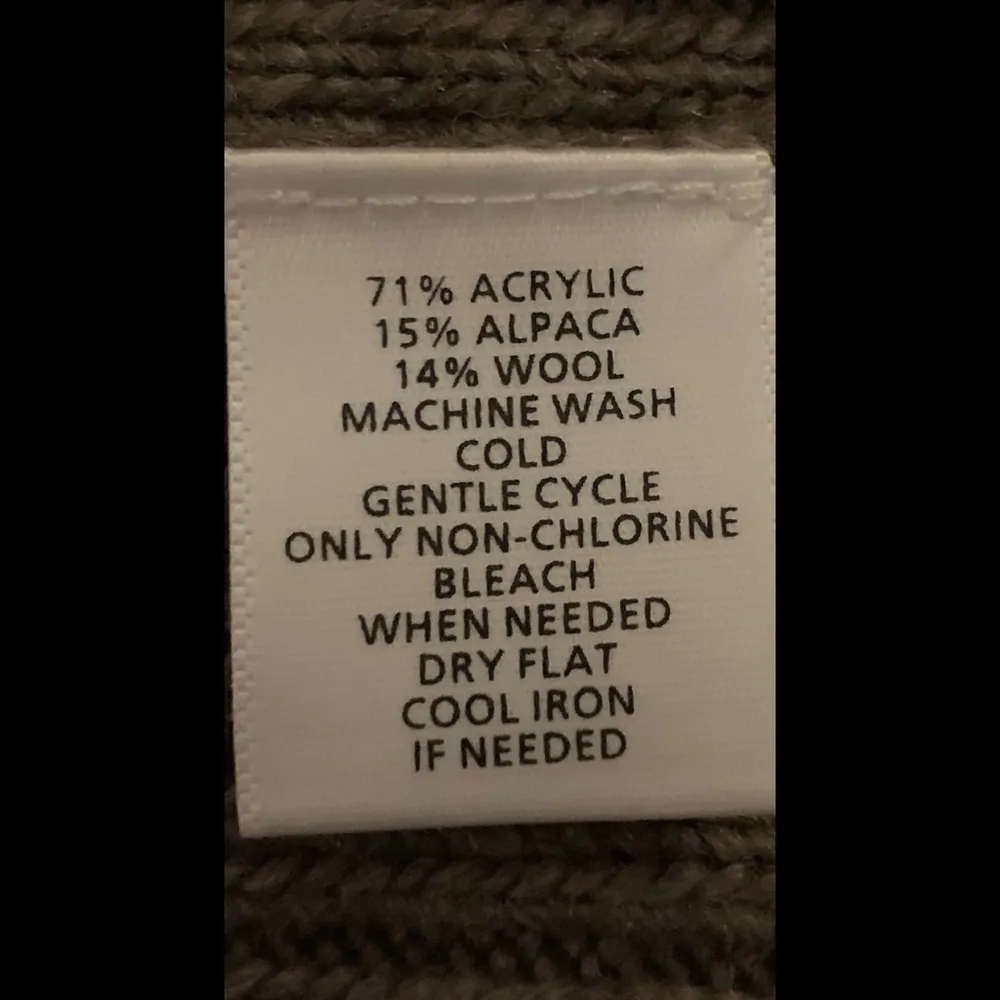 71% ACRYLIC
15% ALPACA
14% WOOL
MACHINE WASH
COLD
GENTLE CYCLE
ONLY NON-CHLORINE
BLEACH
WHEN NEEDED
DRY FLAT
COOL IRON
IF NEEDED